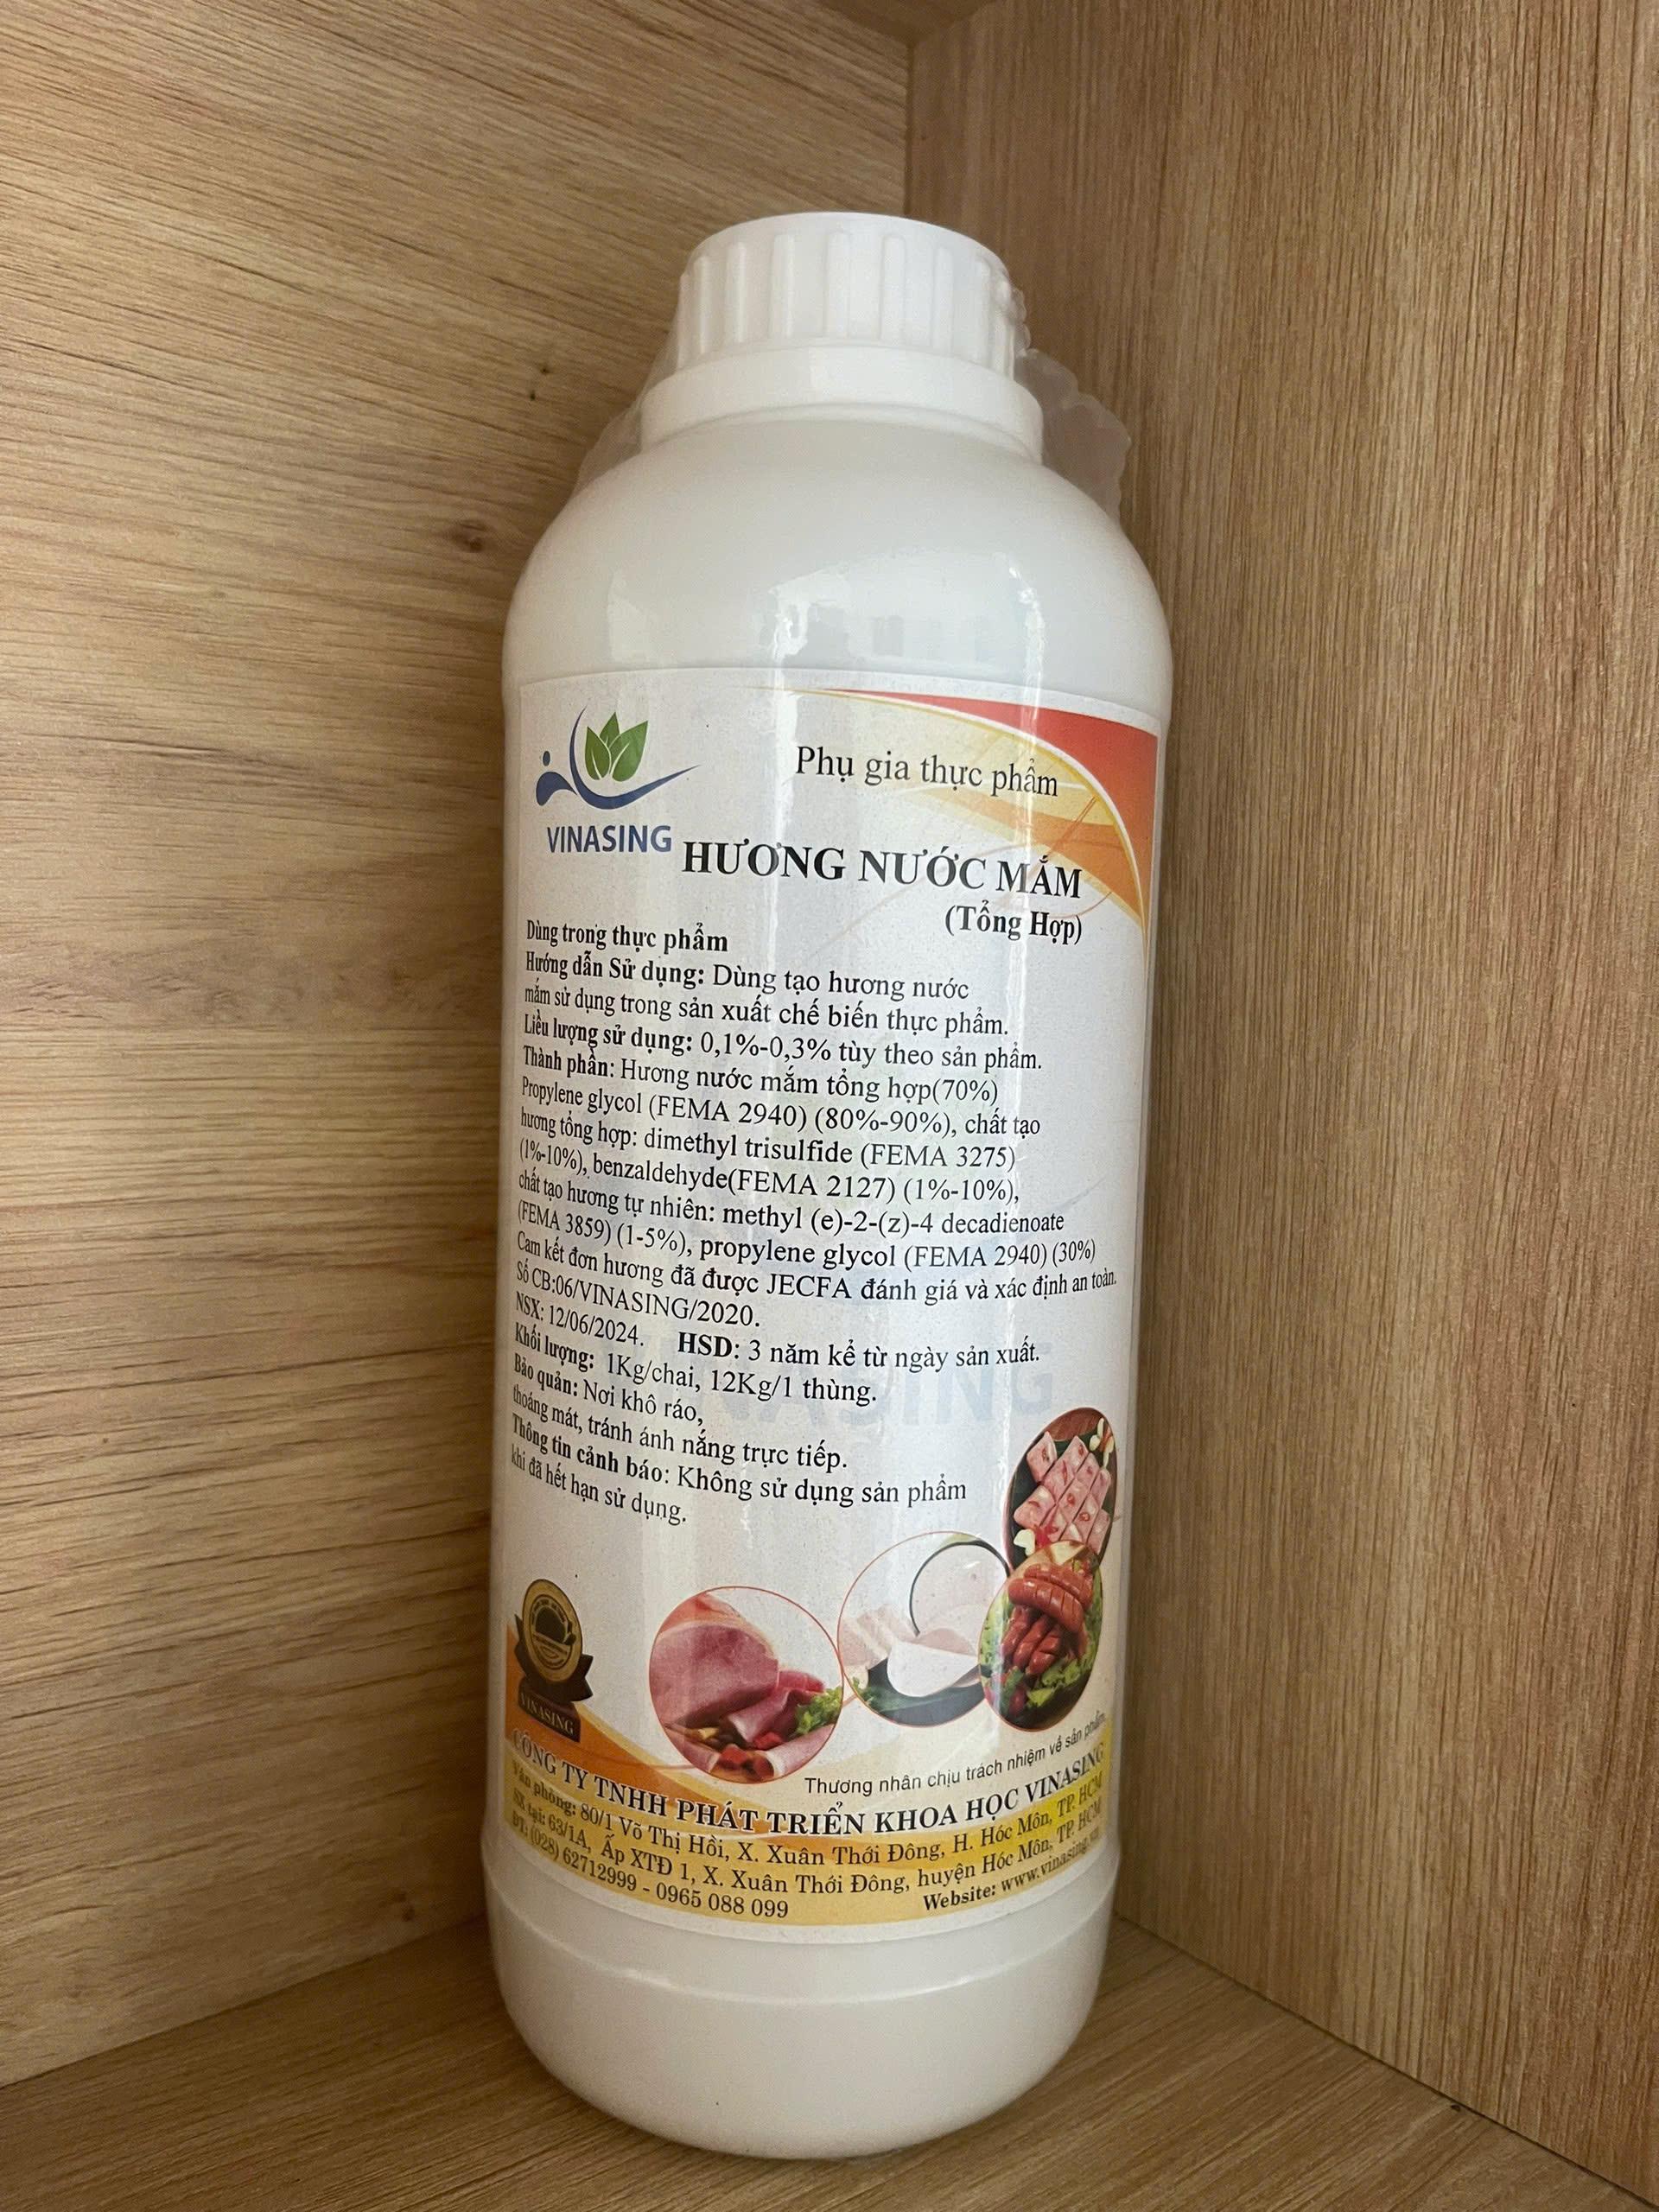 Phụ gia thực phẩm
VINASING
HƯƠNG NƯỚC MẮM
(Tổng Hợp)
Dùng trong thực phẩm
Hướng dẫn Sử dụng: Dùng tạo hương nước
mắm sử dụng trong sản xuất chế biến thực phẩm.
Liều lượng sử dụng: 0,1%-0,3% tùy theo sản phẩm.
Thành phần: Hương nước mắm tổng hợp(70%)
Propylene glycol (FEMA 2940) (80%-90%), chất tạo
hương tổng hợp: dimethyl trisulfide (FEMA 3275)
(1%-10%), benzaldehyde(FEMA 2127) (1%-10%),
chất tạo hương tự nhiên: methyl (e)-2-(z)-4 decadienoate
(FEMA 3859) (1-5%), propylene glycol (FEMA 2940) (30%)
Cam kết đơn hương đã được JECFA đánh giá và xác định an toàn.
Số CB:06/VINASING/2020.
NSX: 12/06/2024. HSD: 3 năm kể từ ngày sản xuất.
Khối lượng: 1Kg/chai, 12Kg/1 thùng.
Bảo quản: Nơi khô ráo,
thoáng mát, tránh ánh nắng trực tiếp.
Thông tin cảnh báo: Không sử dụng sản phẩm
khi đã hết hạn sử dụng.
VINASING
Thương nhân chịu trách nhiệm về sản phẩm
CÔNG TY TNHH PHÁT TRIỂN KHOA HỌC VINASING
Văn phòng: 80/1 Võ Thị Hồi, X. Xuân Thới Đông, H. Hóc Môn, TP. HCM
SX tại: 63/1A, Ấp XTĐ 1, X. Xuân Thới Đông, huyện Hóc Môn, TP. HCM
ĐT: (028) 62712999 - 0965 088 099
Website: www.vinasing.vn